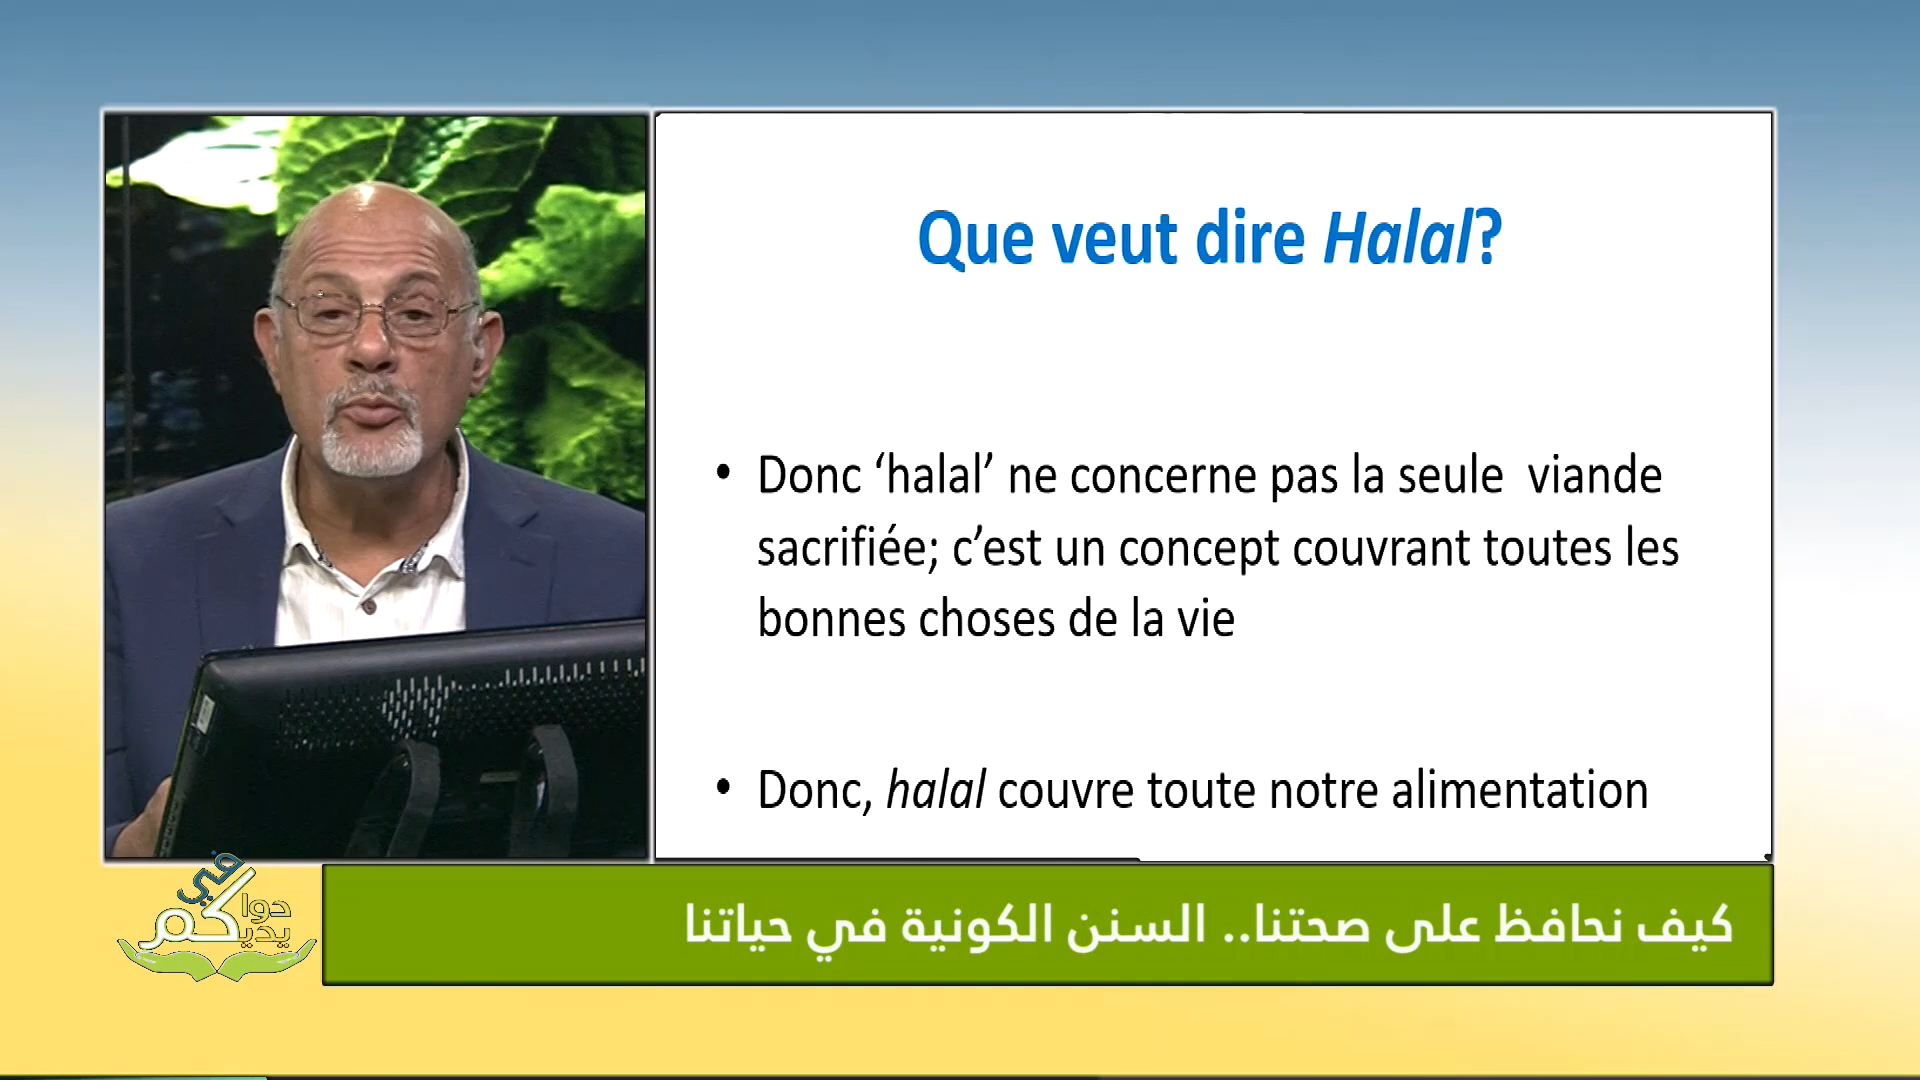 Que veut dire Halal?
• Donc ‘halal’ ne concerne pas la seule viande
sacrifiée; c’est un concept couvrant toutes les
bonnes choses de la vie
• Donc, halal couvre toute notre alimentation
دواكم في يديكم
كيف نحافظ على صحتنا.. السنن الكونية في حياتنا